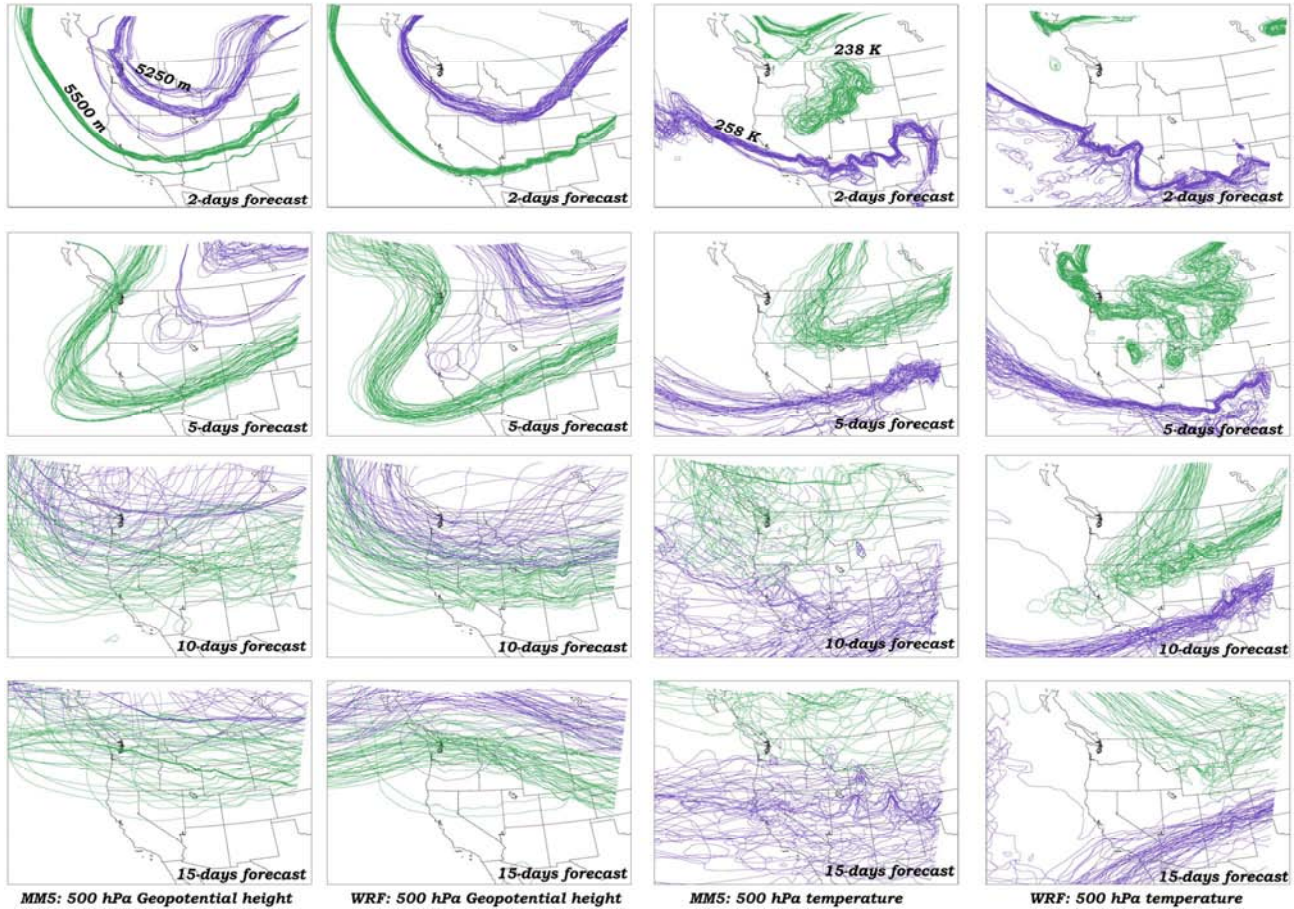 5250 m
5500 m
2-days forecast
2-days forecast
238 K
258 K
2-days forecast
2-days forecast
5-days forecast
5-days forecast
5-days forecast
5-days forecast
10-days forecast
10-days forecast
10-days forecast
10-days forecast
15-days forecast
15-days forecast
15-days forecast
15-days forecast
MM5: 500 hPa Geopotential height
WRF: 500 hPa Geopotential height
MM5: 500 hPa temperature
WRF: 500 hPa temperature